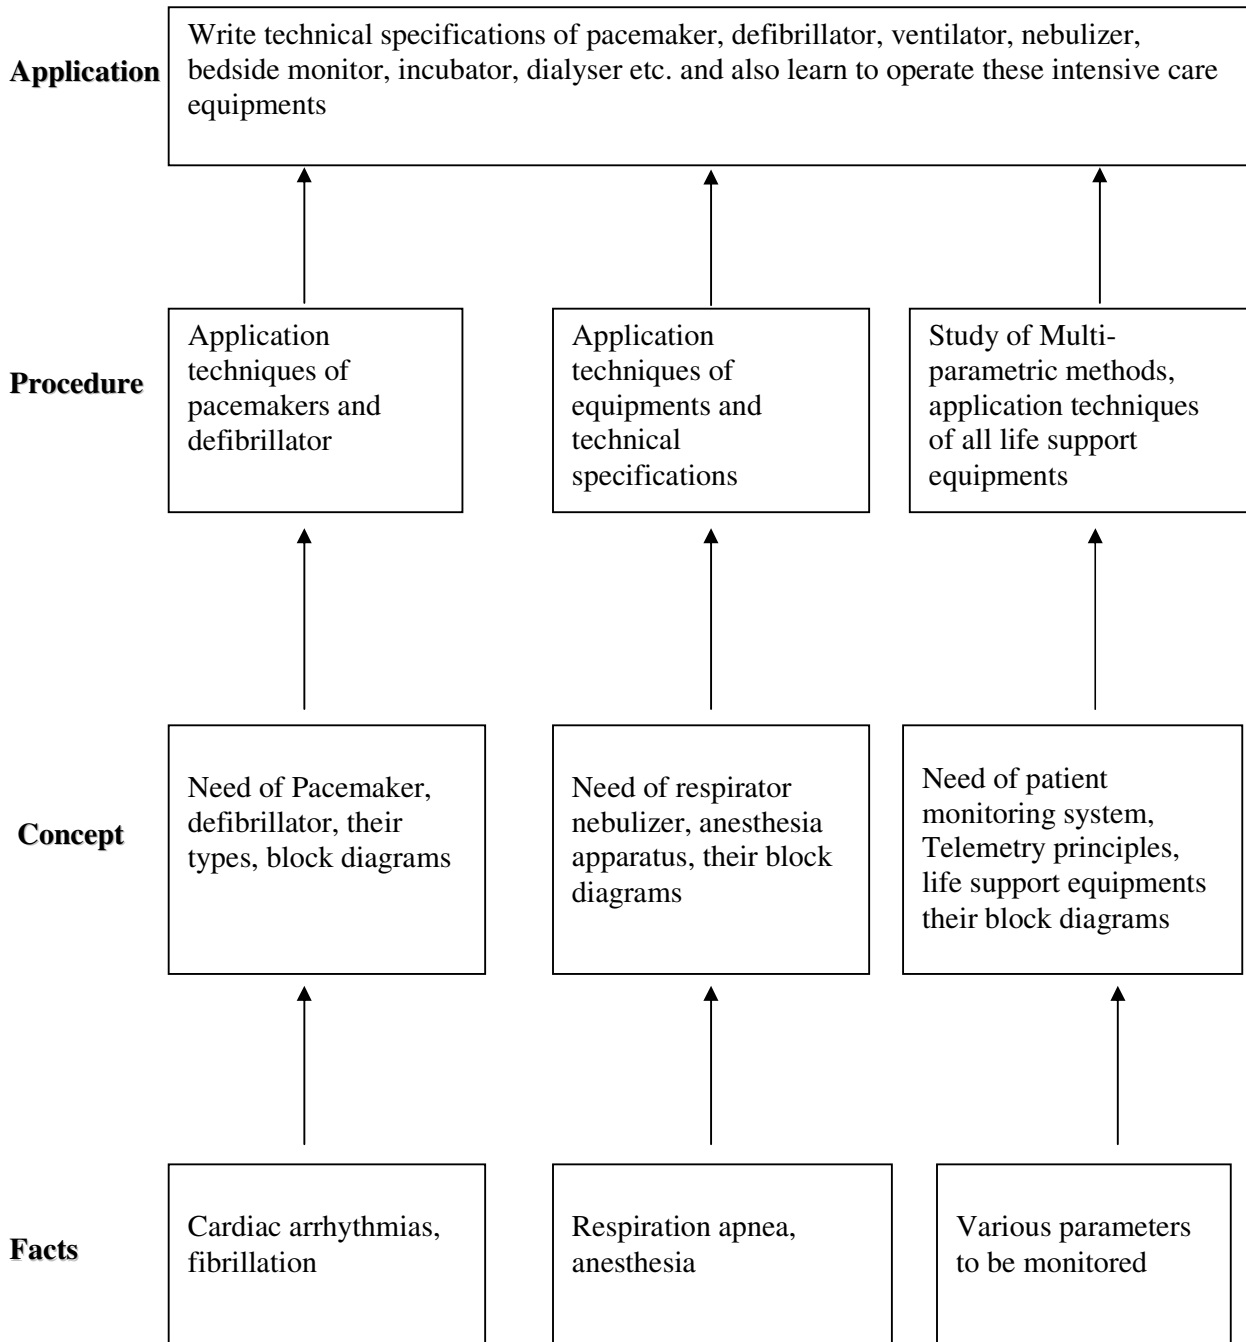 Application
Write technical specifications of pacemaker, defibrillator, ventilator, nebulizer,
bedside monitor, incubator, dialyser etc. and also learn to operate these intensive care
equipments
Procedure
Application
techniques of
pacemakers and
defibrillator
Application
techniques of
equipments and
technical
specifications
Study of Multi-
parametric methods,
application techniques
of all life support
equipments
Concept
Need of Pacemaker,
defibrillator, their
types, block diagrams
Need of respirator
nebulizer, anesthesia
apparatus, their block
diagrams
Need of patient
monitoring system,
Telemetry principles,
life support equipments
their block diagrams
Facts
Cardiac arrhythmias,
fibrillation
Respiration apnea,
anesthesia
Various parameters
to be monitored